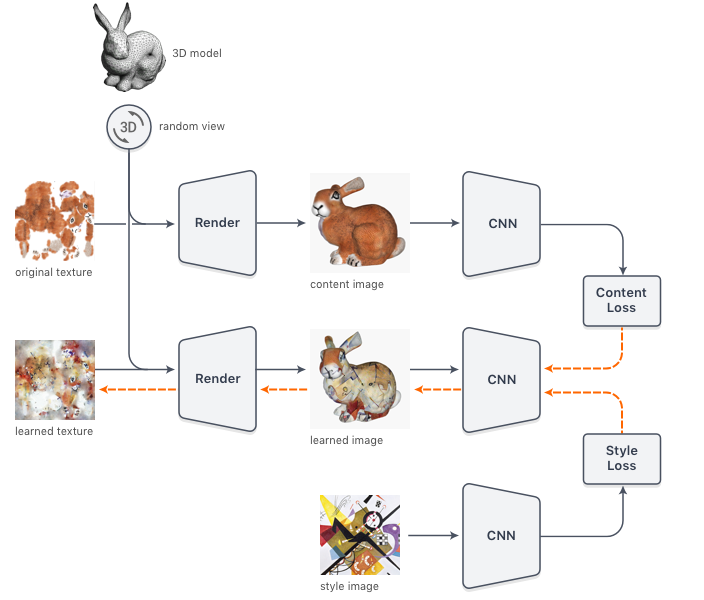 3D model
3D
random view
Render
CNN
original texture
content image
Content
Loss
Render
CNN
learned texture
learned image
Style
Loss
CNN
style image